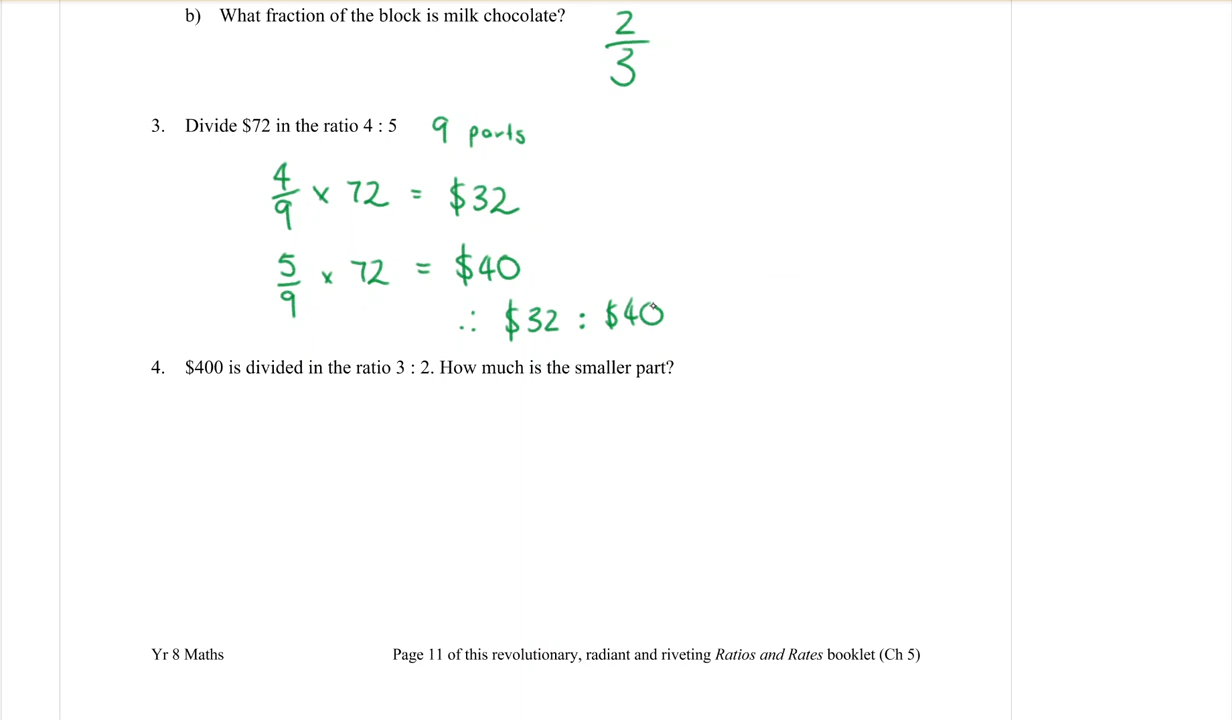 b) What fraction of the block is milk chocolate? 2/3
3. Divide $72 in the ratio 4 : 5 9 parts
4/9 x 72 = $32
5/9 x 72 = $40
∴ $32 : $40
4. $400 is divided in the ratio 3 : 2. How much is the smaller part?
Yr 8 Maths Page 11 of this revolutionary, radiant and riveting Ratios and Rates booklet (Ch 5)